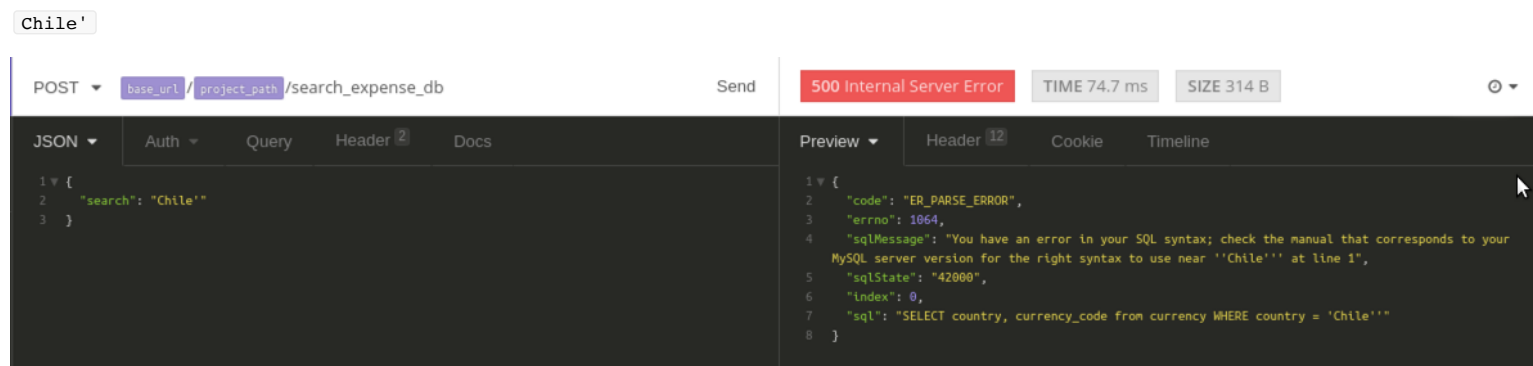 Chile'
POST base_url/project_path/search_expense_db Send 500 Internal Server Error TIME 74.7 ms SIZE 314 B
JSON Auth Query Header 2 Docs Preview Header 12 Cookie Timeline
1 {
2 "search": "Chile'"
3 }
1 {
2 "code": "ER_PARSE_ERROR",
3 "errno": 1064,
4 "sqlMessage": "You have an error in your SQL syntax; check the manual that corresponds to your
MySQL server version for the right syntax to use near ''Chile''' at line 1",
5 "sqlState": "42000",
6 "index": 0,
7 "sql": "SELECT country, currency_code from currency WHERE country = 'Chile''"
8 }